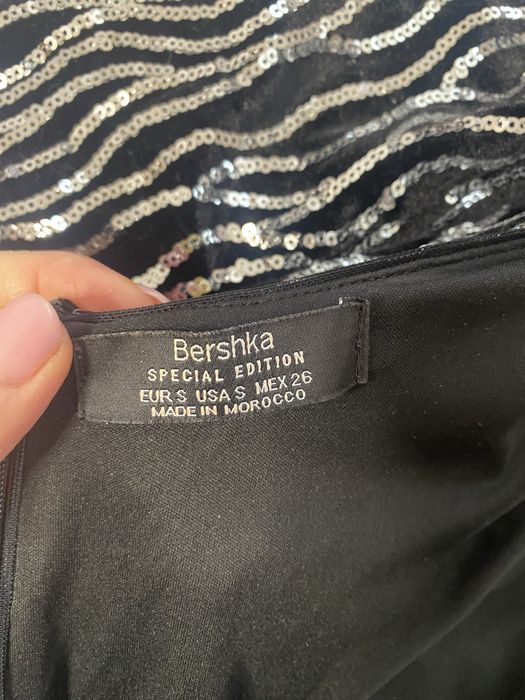 Bershka
SPECIAL EDITION
EUR S USA S MEX 26
MADE IN MOROCCO